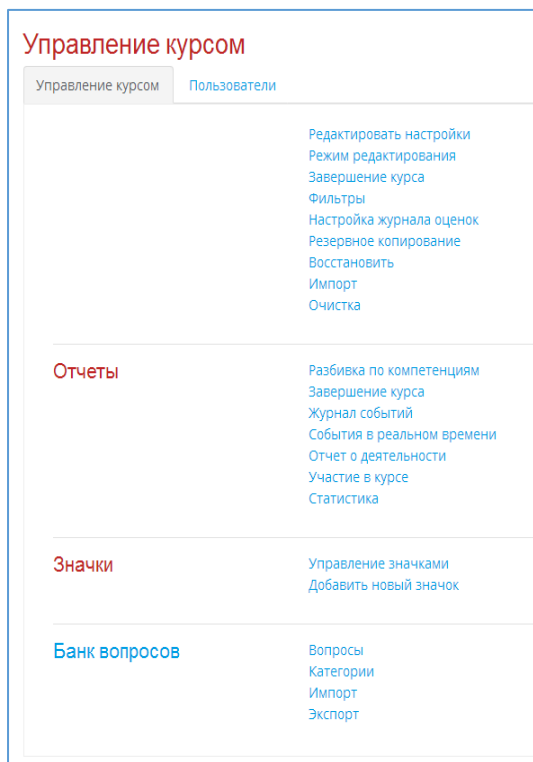 Управление курсом
Управление курсом Пользователи
Редактировать настройки
Режим редактирования
Завершение курса
Фильтры
Настройка журнала оценок
Резервное копирование
Восстановить
Импорт
Очистка
Отчеты Разбивка по компетенциям
Завершение курса
Журнал событий
События в реальном времени
Отчет о деятельности
Участие в курсе
Статистика
Значки Управление значками
Добавить новый значок
Банк вопросов Вопросы
Категории
Импорт
Экспорт